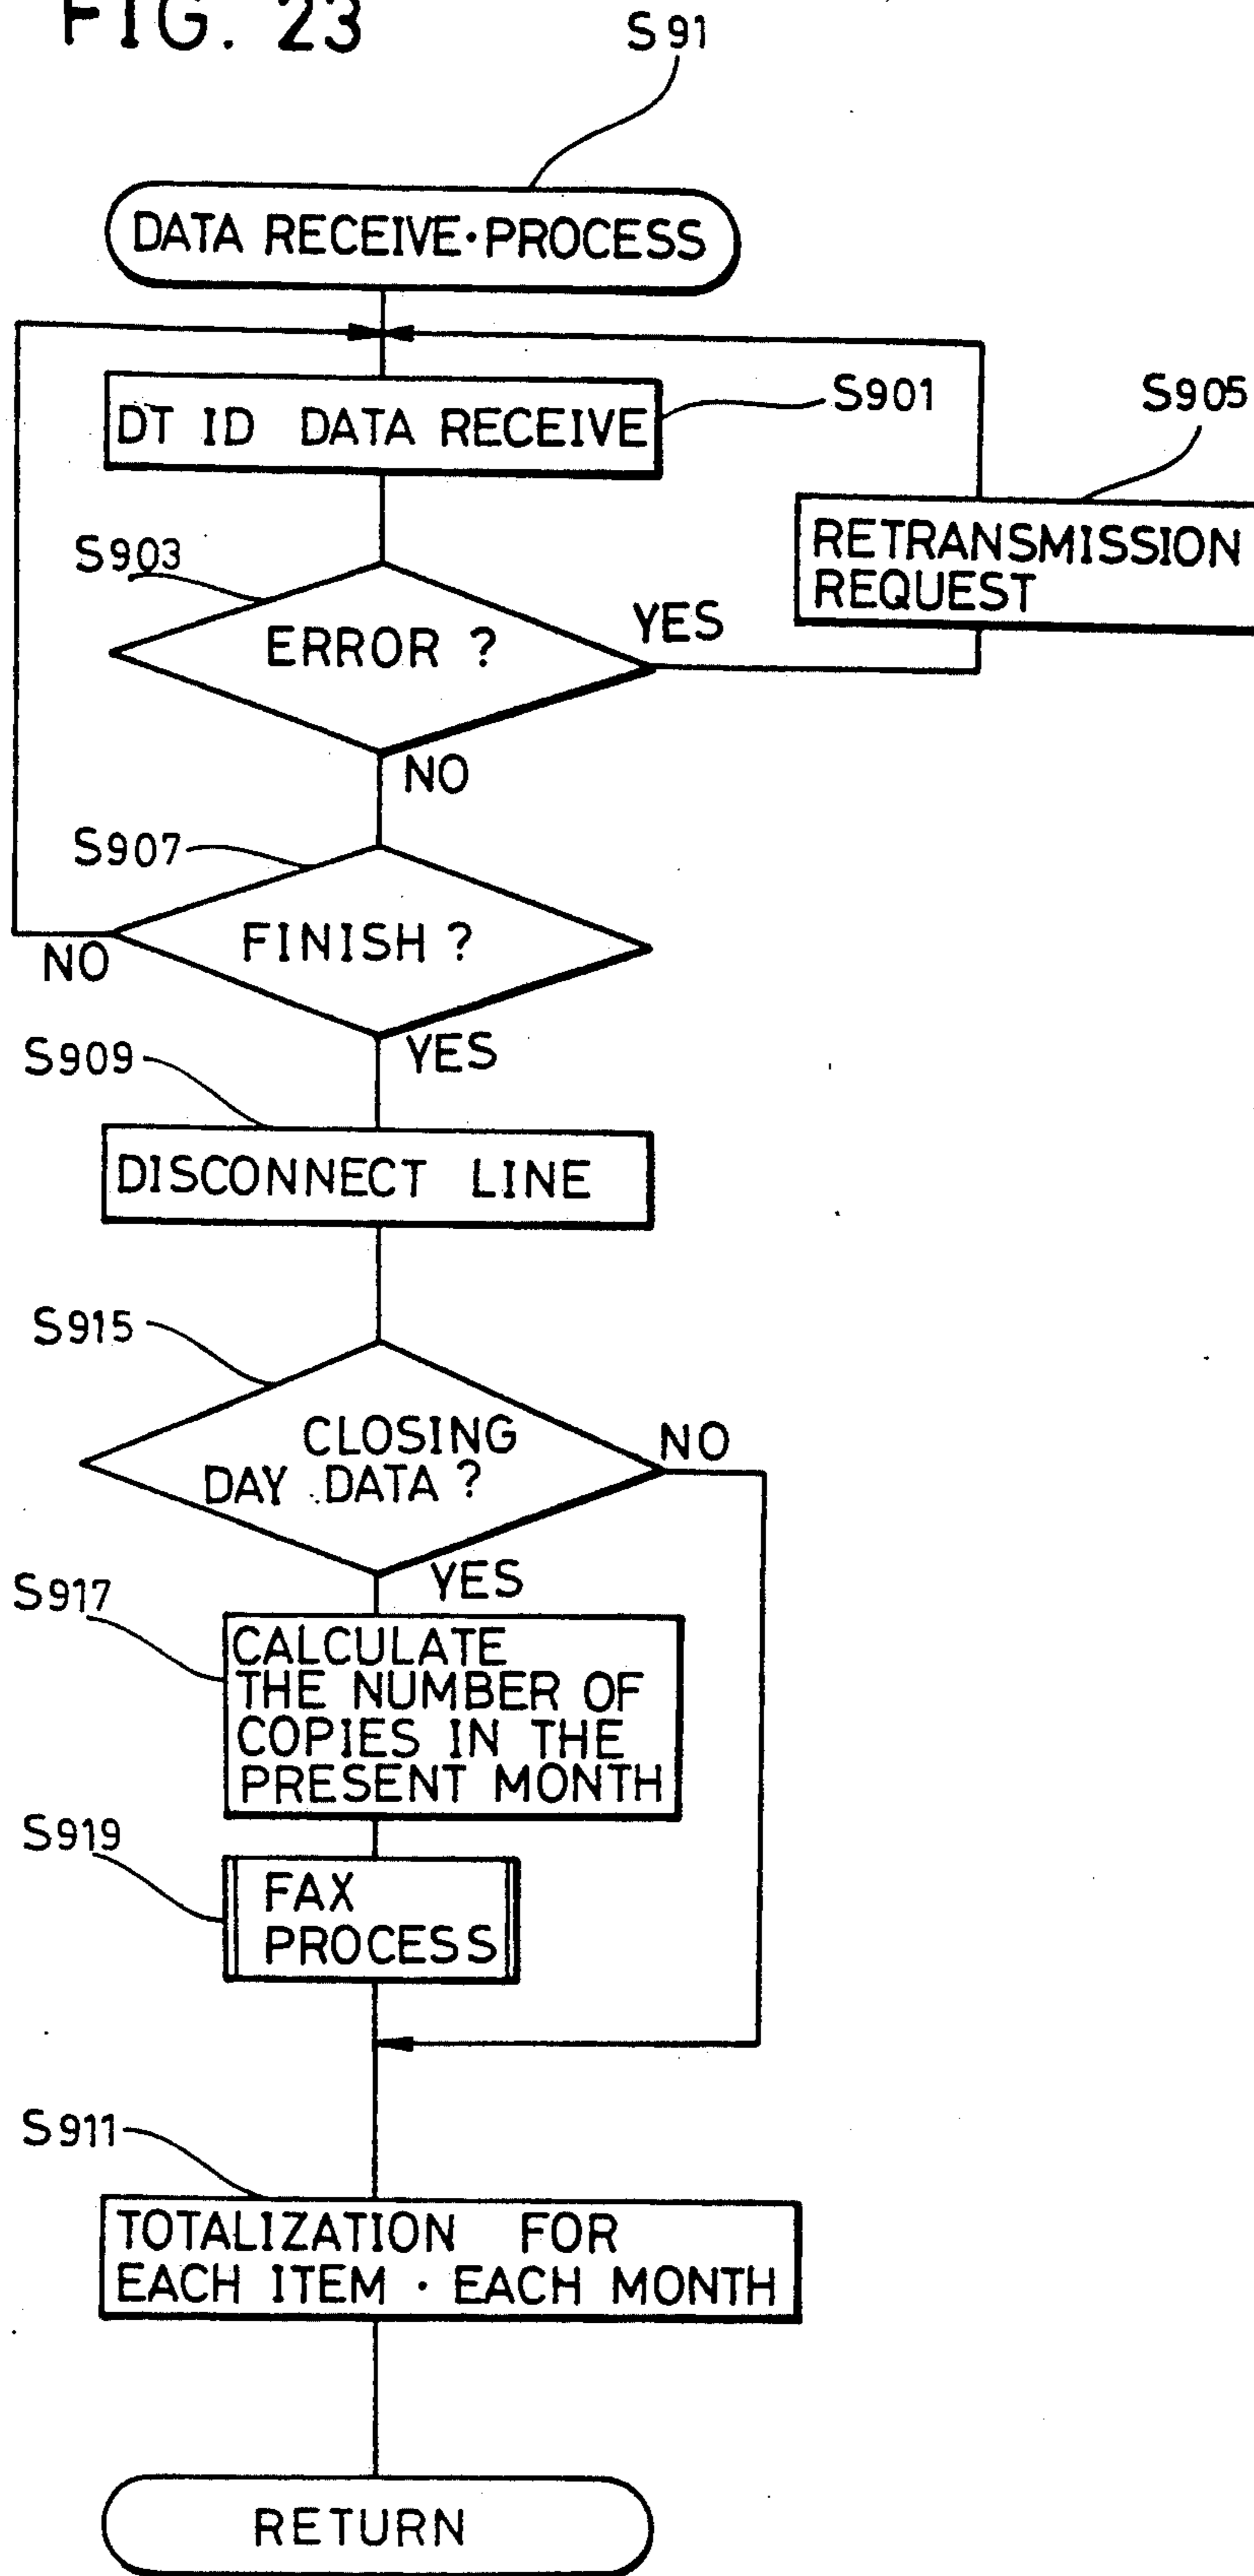 FIG. 23
S91
DATA RECEIVE·PROCESS
DT ID DATA RECEIVE
S901
S905
RETRANSMISSION
REQUEST
S903
ERROR ?
YES
NO
S907
FINISH ?
NO
YES
S909
DISCONNECT LINE
S915
CLOSING
DAY DATA ?
NO
YES
S917
CALCULATE
THE NUMBER OF
COPIES IN THE
PRESENT MONTH
S919
FAX
PROCESS
S911
TOTALIZATION FOR
EACH ITEM · EACH MONTH
RETURN